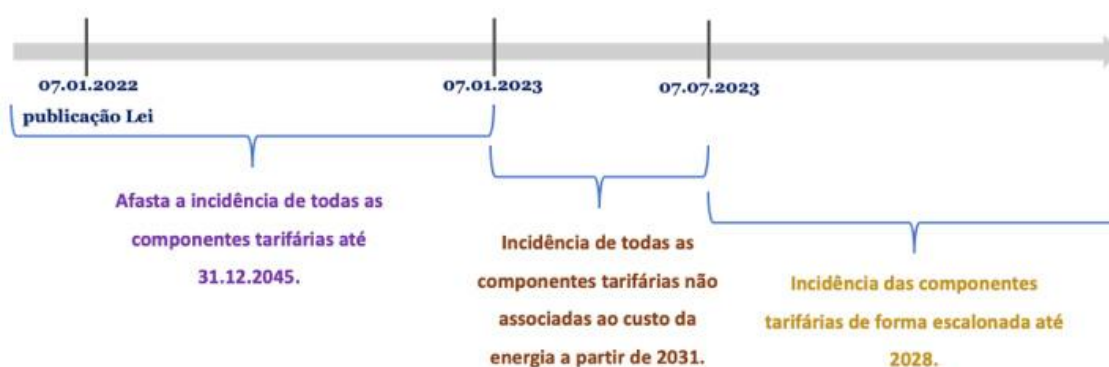 07.01.2022
07.01.2023
07.07.2023
publicação Lei
Afasta a incidência de todas as
componentes tarifárias até
31.12.2045.
Incidência de todas as
componentes tarifárias não
associadas ao custo da
energia a partir de 2031.
Incidência das componentes
tarifárias de forma escalonada até
2028.